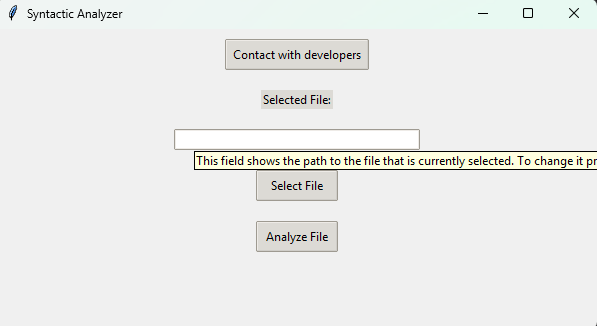 Syntactic Analyzer
Contact with developers
Selected File:
This field shows the path to the file that is currently selected. To change it pr
Select File
Analyze File